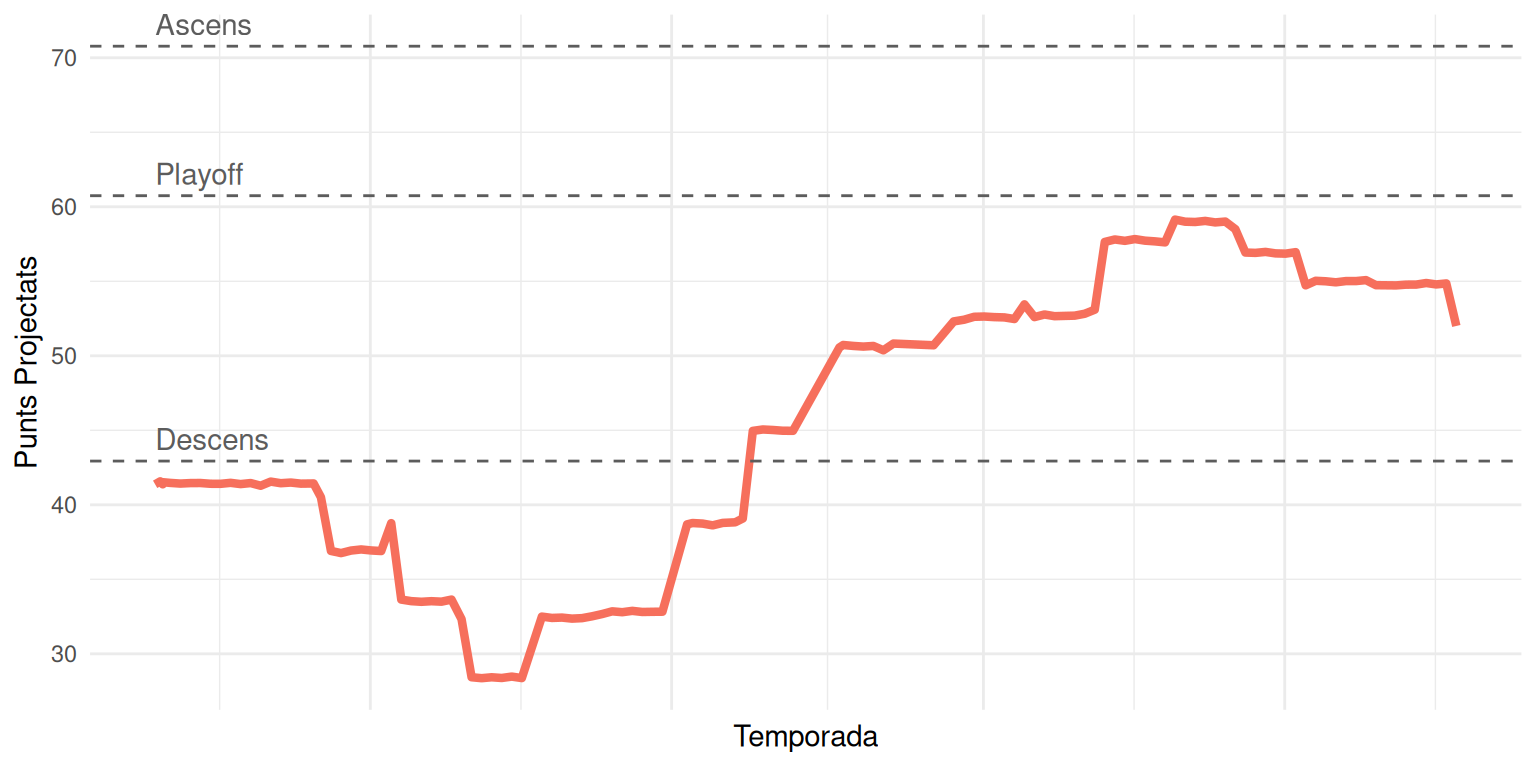 Ascens
70
Playoff
60
50
Descens
40
30
Punts Projectats
Temporada